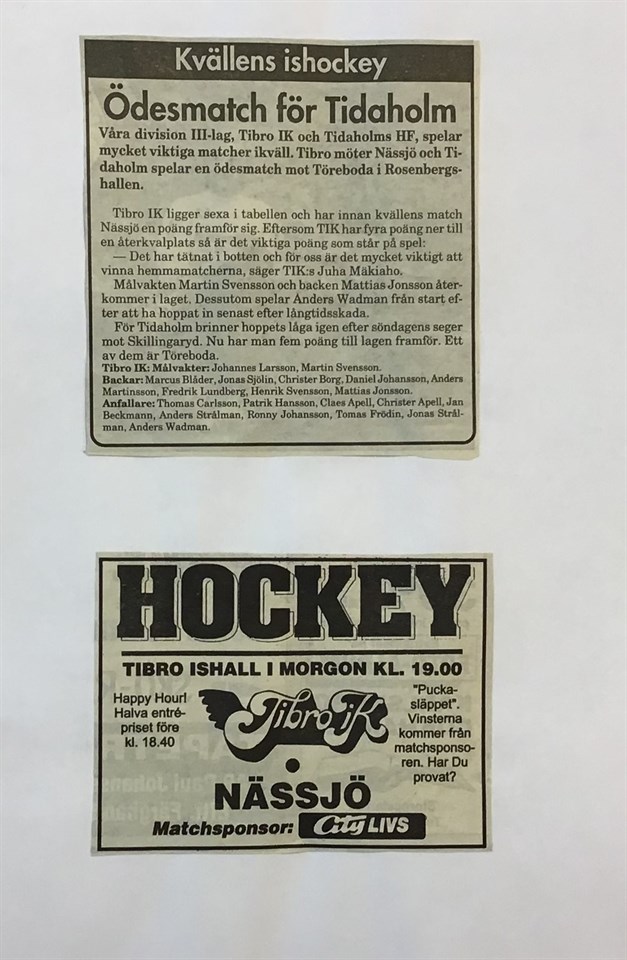 Kvällens ishockey
Ödesmatch för Tidaholm
Våra division III-lag, Tibro IK och Tidaholms HF, spelar
mycket viktiga matcher ikväll. Tibro möter Nässjö och Ti-
daholm spelar en ödesmatch mot Töreboda i Rosenbergs-
hallen.
Tibro IK ligger sexa i tabellen och har innan kvällens match
Nässjö en poäng framför sig. Eftersom TIK har fyra poäng ner till
en återkvalplats så är det viktiga poäng som står på spel:
— Det har tätnat i botten och för oss är det mycket viktigt att
vinna hemmamatcherna, säger TIK:s Juha Mäkiaho.
Målvakten Martin Svensson och backen Mattias Jonsson åter-
kommer i laget. Dessutom spelar Anders Wadman från start ef-
ter att ha hoppat in senast efter långtidsskada.
För Tidaholm brinner hoppets låga igen efter söndagens seger
mot Skillingaryd. Nu har man fem poäng till lagen framför. Ett
av dem är Töreboda.
Tibro IK: Målvakter: Johannes Larsson, Martin Svensson.
Backar: Marcus Blåder, Jonas Sjölin, Christer Borg, Daniel Johansson, Anders
Martinsson, Fredrik Lundberg, Henrik Svensson, Mattias Jonsson.
Anfallare: Thomas Carlsson, Patrik Hansson, Claes Apell, Christer Apell, Jan
Beckmann, Anders Strålman, Ronny Johansson, Tomas Frödin, Jonas Strål-
man, Anders Wadman.
HOCKEY
TIBRO ISHALL I MORGON KL. 19.00
Happy Hour!
Halva entré-
priset före
kl. 18.40
Tibro IK
"Pucka-
släppet".
Vinsterna
kommer från
matchsponso-
ren. Har Du
provat?
•
NÄSSJÖ
Matchsponsor: City LIVS